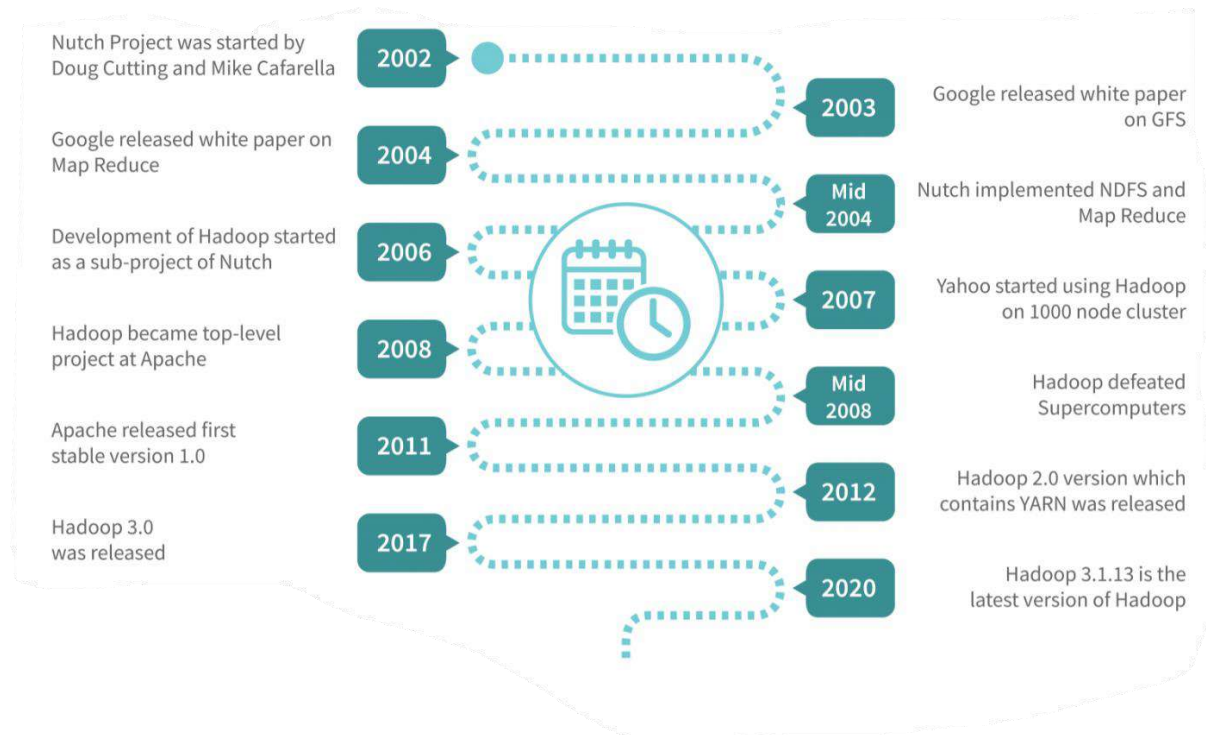 Nutch Project was started by
Doug Cutting and Mike Cafarella
2002
2003
Google released white paper
on GFS
Google released white paper on
Map Reduce
2004
Mid
2004
Nutch implemented NDFS and
Map Reduce
Development of Hadoop started
as a sub-project of Nutch
2006
2007
Yahoo started using Hadoop
on 1000 node cluster
Hadoop became top-level
project at Apache
2008
Mid
2008
Hadoop defeated
Supercomputers
Apache released first
stable version 1.0
2011
2012
Hadoop 2.0 version which
contains YARN was released
Hadoop 3.0
was released
2017
2020
Hadoop 3.1.13 is the
latest version of Hadoop